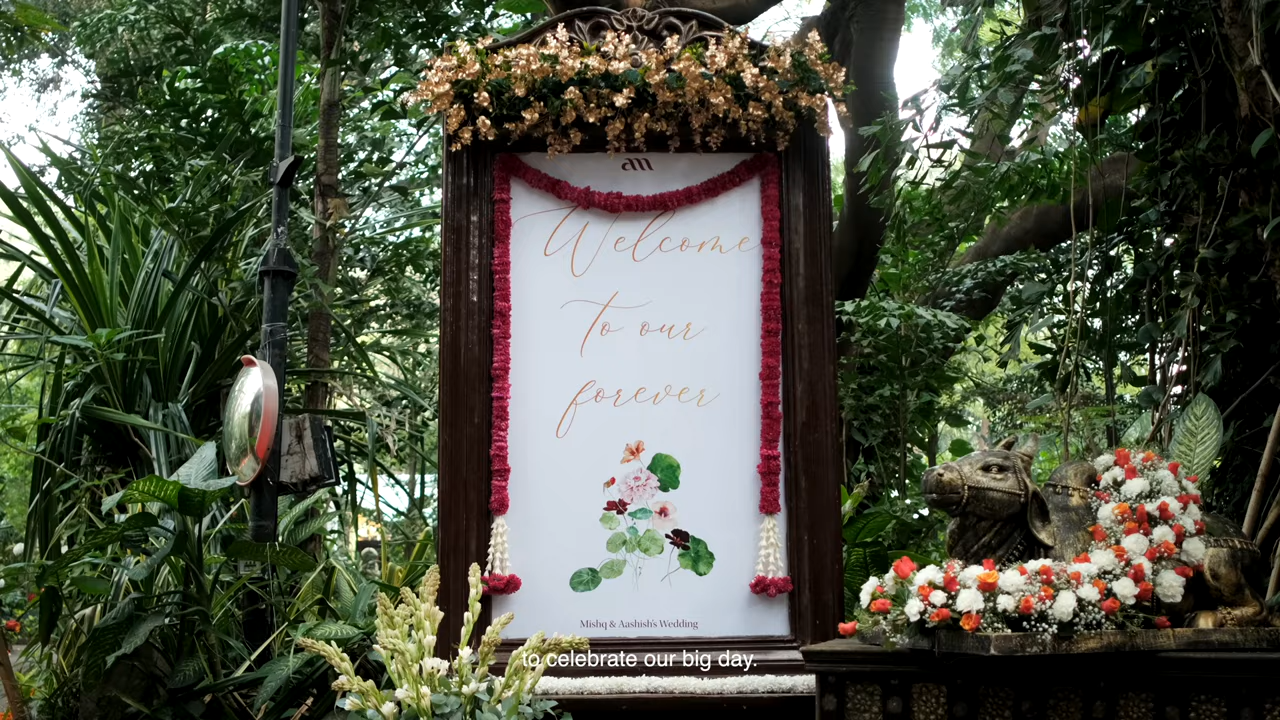 am
Welcome
To our
forever
Mishq & Aashish's Wedding
to celebrate our big day.